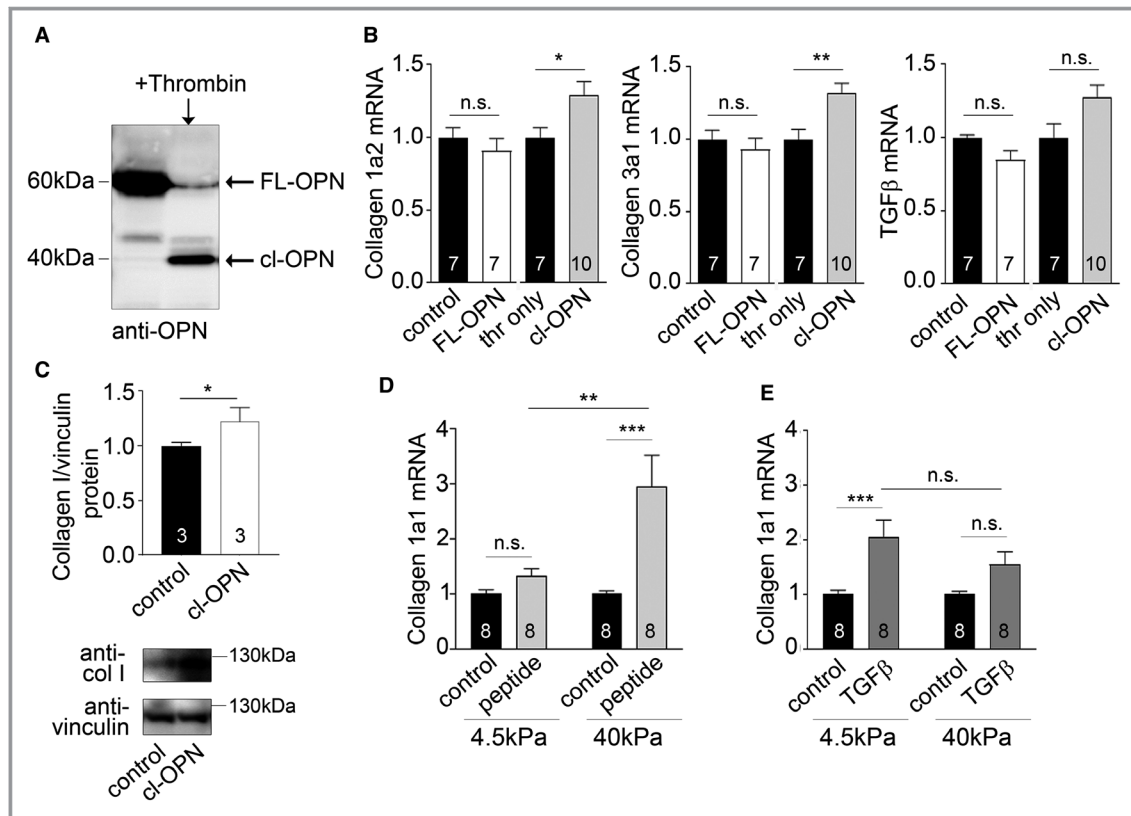 A
+Thrombin
60kDa
FL-OPN
40kDa
cl-OPN
anti-OPN
B
Collagen 1a2 mRNA
1.5
1.0
0.5
0.0
n.s.
*
7
7
7
10
control
FL-OPN
thr only
cl-OPN
Collagen 3a1 mRNA
1.5
1.0
0.5
0.0
n.s.
**
7
7
7
10
control
FL-OPN
thr only
cl-OPN
TGFβ mRNA
1.5
1.0
0.5
0.0
n.s.
n.s.
7
7
7
10
control
FL-OPN
thr only
cl-OPN
C
Collagen I/vinculin
protein
1.5
1.0
0.5
0.0
*
3
3
control
cl-OPN
anti-
col I
130kDa
anti-
vinculin
130kDa
control
cl-OPN
D
Collagen 1a1 mRNA
4
3
2
1
0
**
***
n.s.
8
8
8
8
control
peptide
control
peptide
4.5kPa
40kPa
E
Collagen 1a1 mRNA
4
3
2
1
0
n.s.
***
n.s.
8
8
8
8
control
TGFβ
control
TGFβ
4.5kPa
40kPa